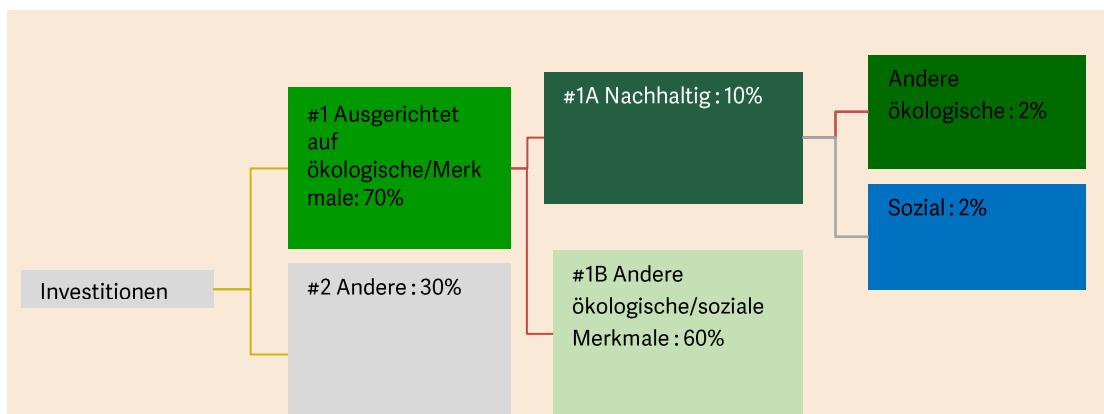 Investitionen
#1 Ausgerichtet
auf
ökologische/Merk
male: 70%
#2 Andere : 30%
#1A Nachhaltig : 10%
#1B Andere
ökologische/soziale
Merkmale : 60%
Andere
ökologische : 2%
Sozial : 2%